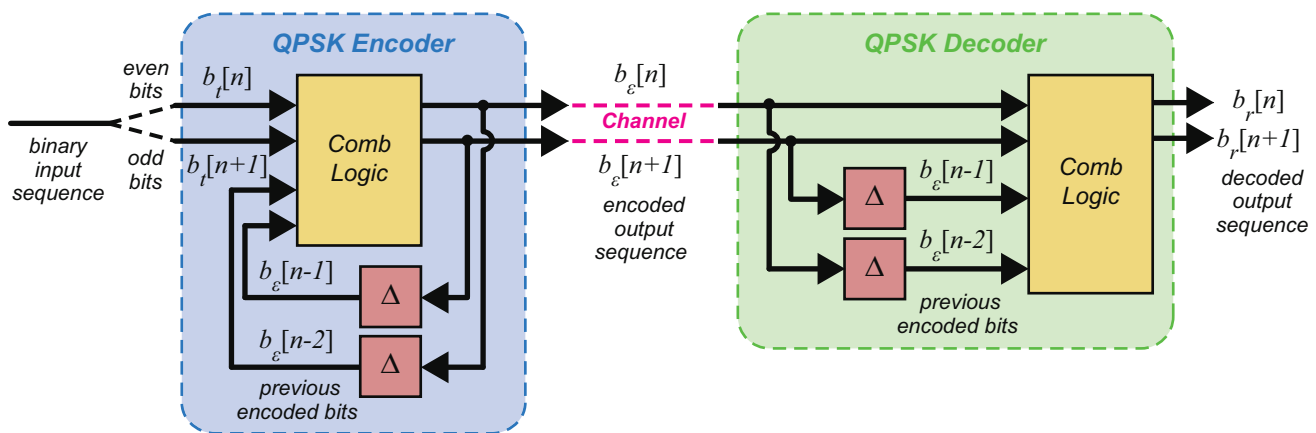 QPSK Encoder
QPSK Decoder
even
bits
b_t[n]
b_ε[n]
b_r[n]
binary
input
sequence
odd
bits
b_t[n+1]
Comb
Logic
Channel
b_ε[n+1]
encoded
output
sequence
Δ
b_ε[n-1]
Δ
b_ε[n-2]
previous
encoded bits
Comb
Logic
b_r[n+1]
decoded
output
sequence
b_ε[n-1]
Δ
b_ε[n-2]
Δ
previous
encoded bits